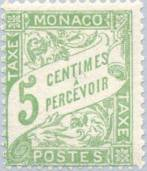 MONACO
TAXE
5 CENTIMES
À
PERCEVOIR
TAXE
POSTES